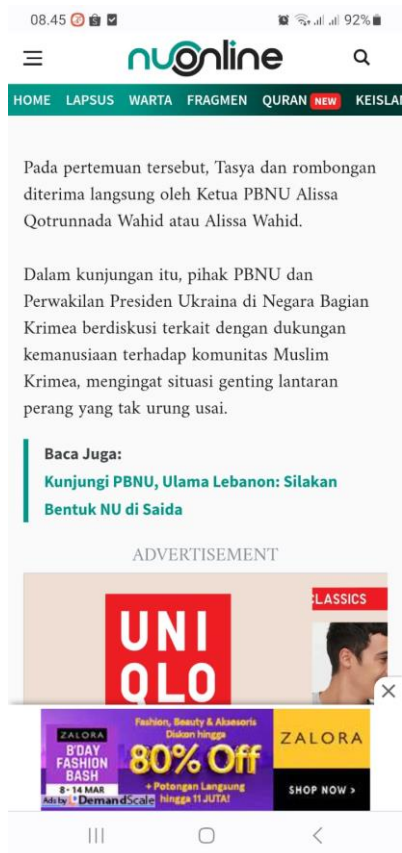 08.45
92%
nuonline
HOME LAPSUS WARTA FRAGMEN QURAN NEW KEISLA
Pada pertemuan tersebut, Tasya dan rombongan
diterima langsung oleh Ketua PBNU Alissa
Qotrunnada Wahid atau Alissa Wahid.
Dalam kunjungan itu, pihak PBNU dan
Perwakilan Presiden Ukraina di Negara Bagian
Krimea berdiskusi terkait dengan dukungan
kemanusiaan terhadap komunitas Muslim
Krimea, mengingat situasi genting lantaran
perang yang tak urung usai.
Baca Juga:
Kunjungi PBNU, Ulama Lebanon: Silakan
Bentuk NU di Saida
ADVERTISEMENT
CLASSICS
UNI
QLO
ZALORA
B'DAY
FASHION
BASH
8-14 MAR
Ads by DemandScale
Fashion, Beauty & Aksesoris
Diskon hingga
80% Off
+ Potongan Langsung
hingga 11 JUTA!
ZALORA
SHOP NOW >